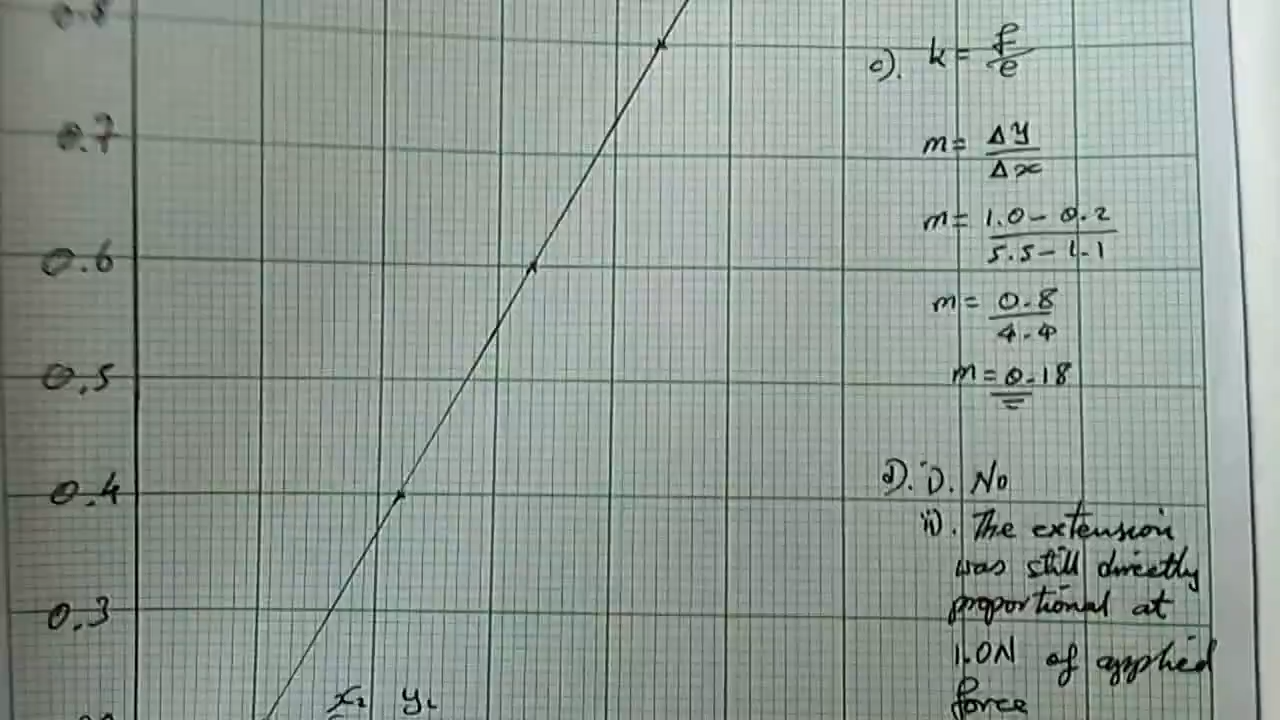 0.8
0.7
0.6
0.5
0.4
0.3
c). k = f/e
m = Δy/Δx
m = 1.0 - 0.2 / 5.5 - 1.1
m = 0.8 / 4.4
m = 0.18
D). i). No
ii). The extension
was still directly
proportional at
1.0N of applied
force